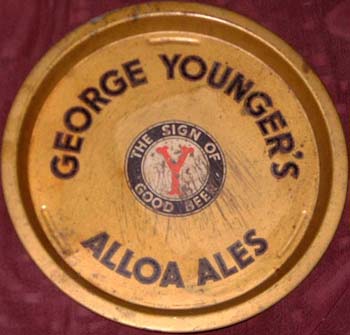 GEORGE YOUNGER'S
THE SIGN OF
Y
GOOD BEER
ALLOA ALES